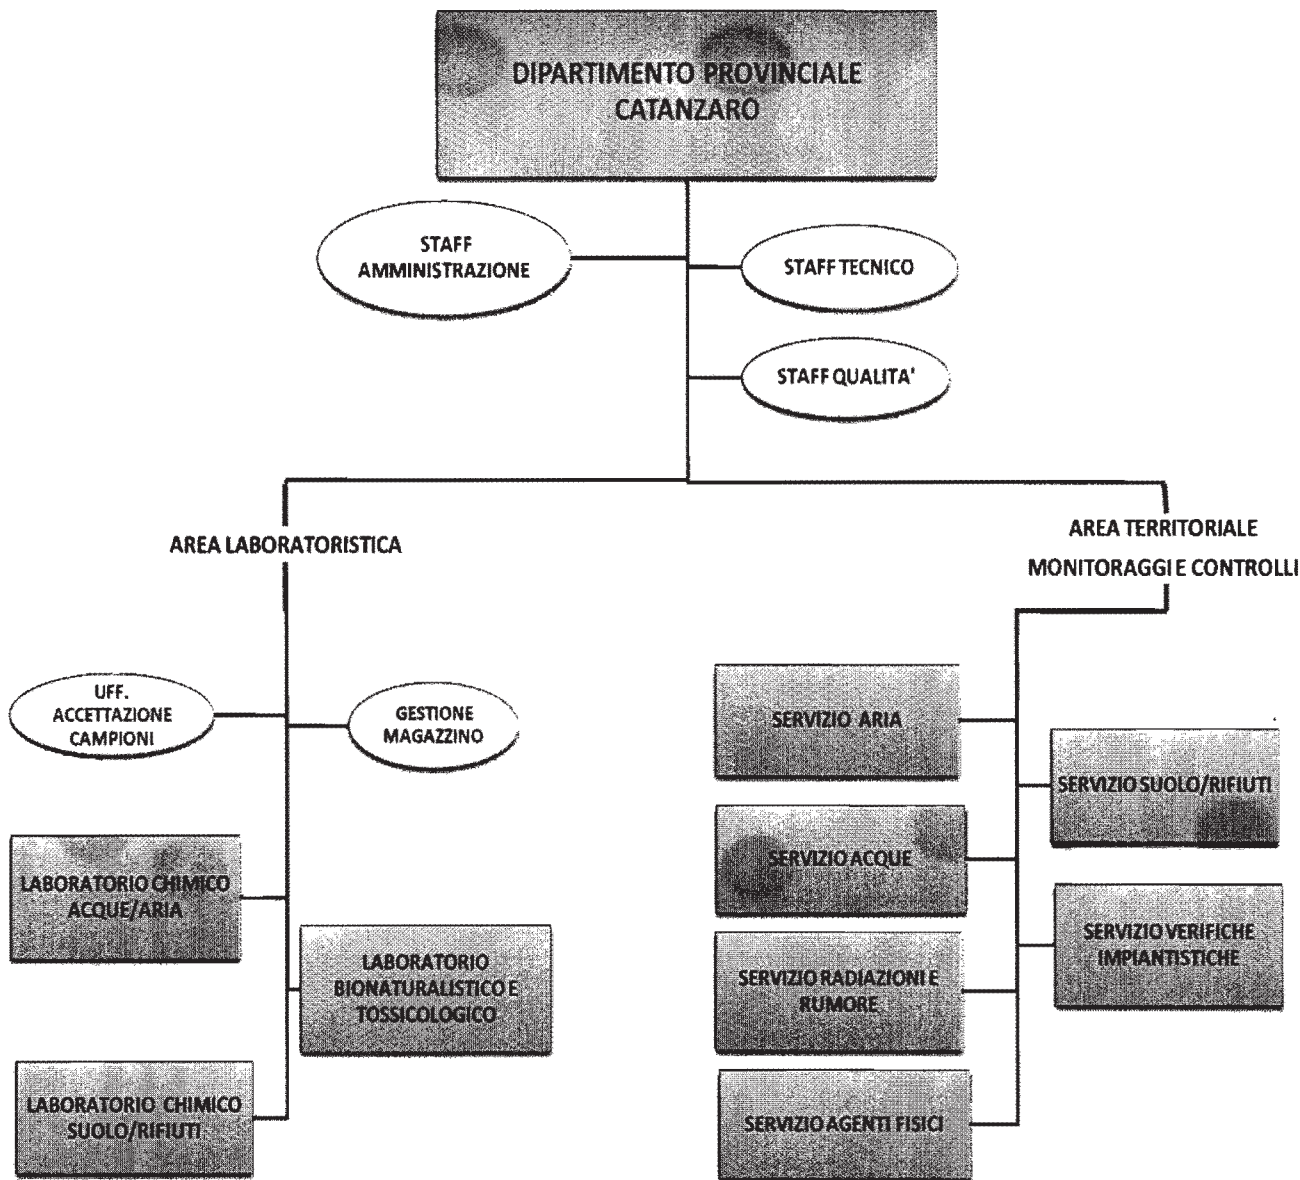 DIPARTIMENTO PROVINCIALE
CATANZARO
STAFF
AMMINISTRAZIONE
STAFF TECNICO
STAFF QUALITA'
AREA LABORATORISTICA
AREA TERRITORIALE
MONITORAGGI E CONTROLLI
UFF.
ACCETTAZIONE
CAMPIONI
GESTIONE
MAGAZZINO
LABORATORIO CHIMICO
ACQUE/ARIA
LABORATORIO
BIONATURALISTICO E
TOSSICOLOGICO
LABORATORIO CHIMICO
SUOLO/RIFIUTI
SERVIZIO ARIA
SERVIZIO SUOLO/RIFIUTI
SERVIZIO ACQUE
SERVIZIO VERIFICHE
IMPIANTISTICHE
SERVIZIO RADIAZIONI E
RUMORE
SERVIZIO AGENTI FISICI